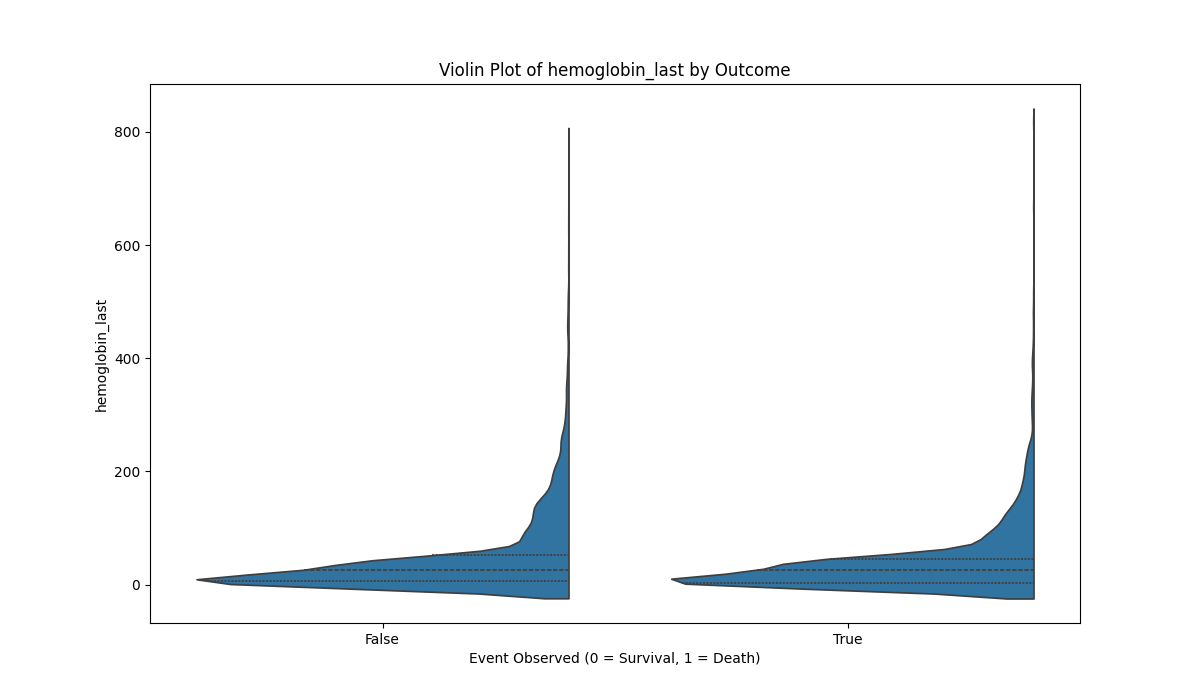 Violin Plot of hemoglobin_last by Outcome
hemoglobin_last
800
600
400
200
0
False
True
Event Observed (0 = Survival, 1 = Death)